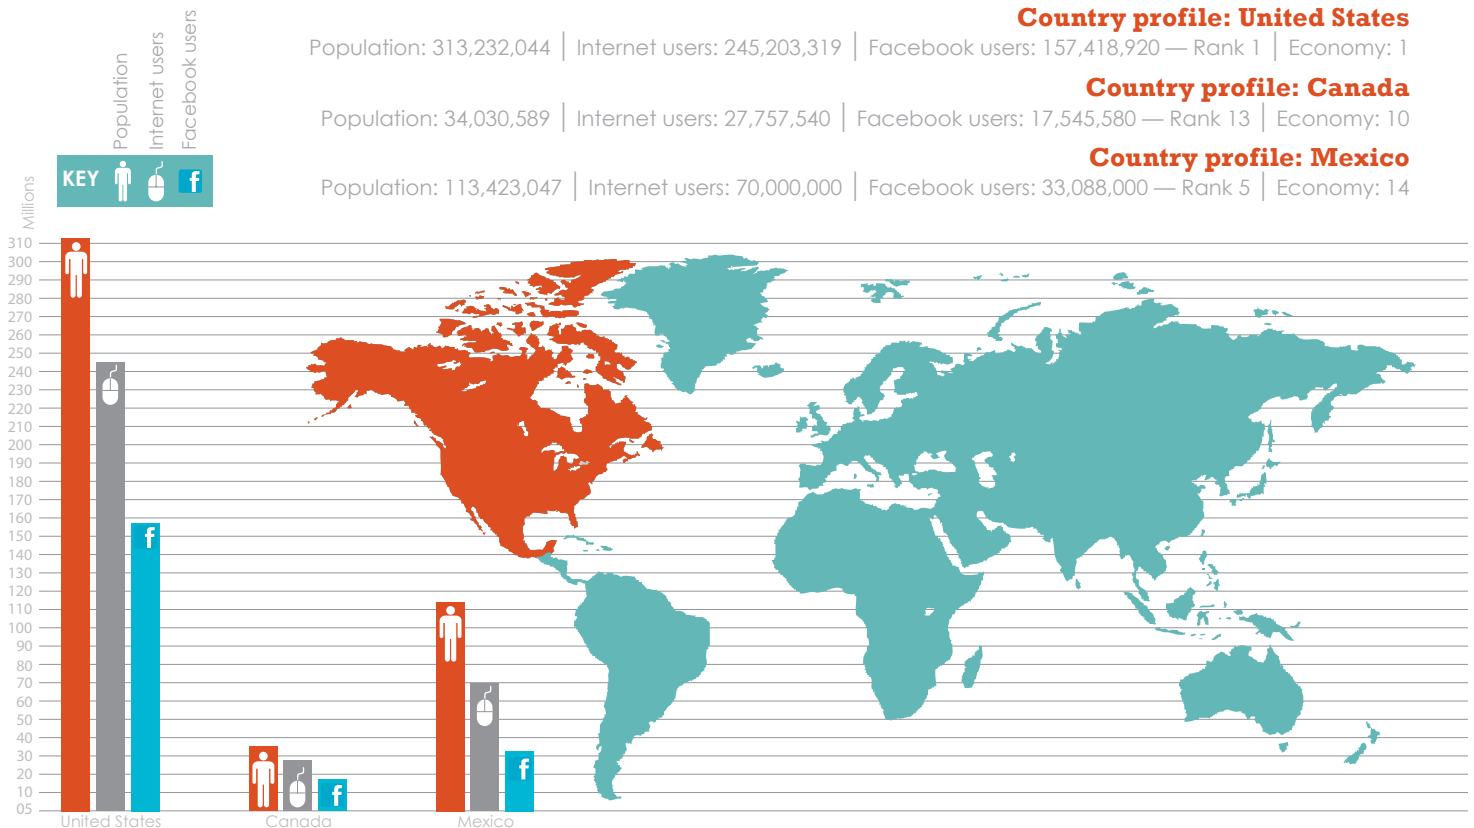 Country profile: United States
Population: 313,232,044 | Internet users: 245,203,319 | Facebook users: 157,418,920 — Rank 1 | Economy: 1
Country profile: Canada
Population: 34,030,589 | Internet users: 27,757,540 | Facebook users: 17,545,580 — Rank 13 | Economy: 10
Country profile: Mexico
Population: 113,423,047 | Internet users: 70,000,000 | Facebook users: 33,088,000 — Rank 5 | Economy: 14
Population
Internet users
Facebook users
KEY
f
Millions
310
300
290
280
270
260
250
240
230
220
210
200
190
180
170
160
150
140
130
120
110
100
90
80
70
60
50
40
30
20
10
05
f
f
f
United States
Canada
Mexico